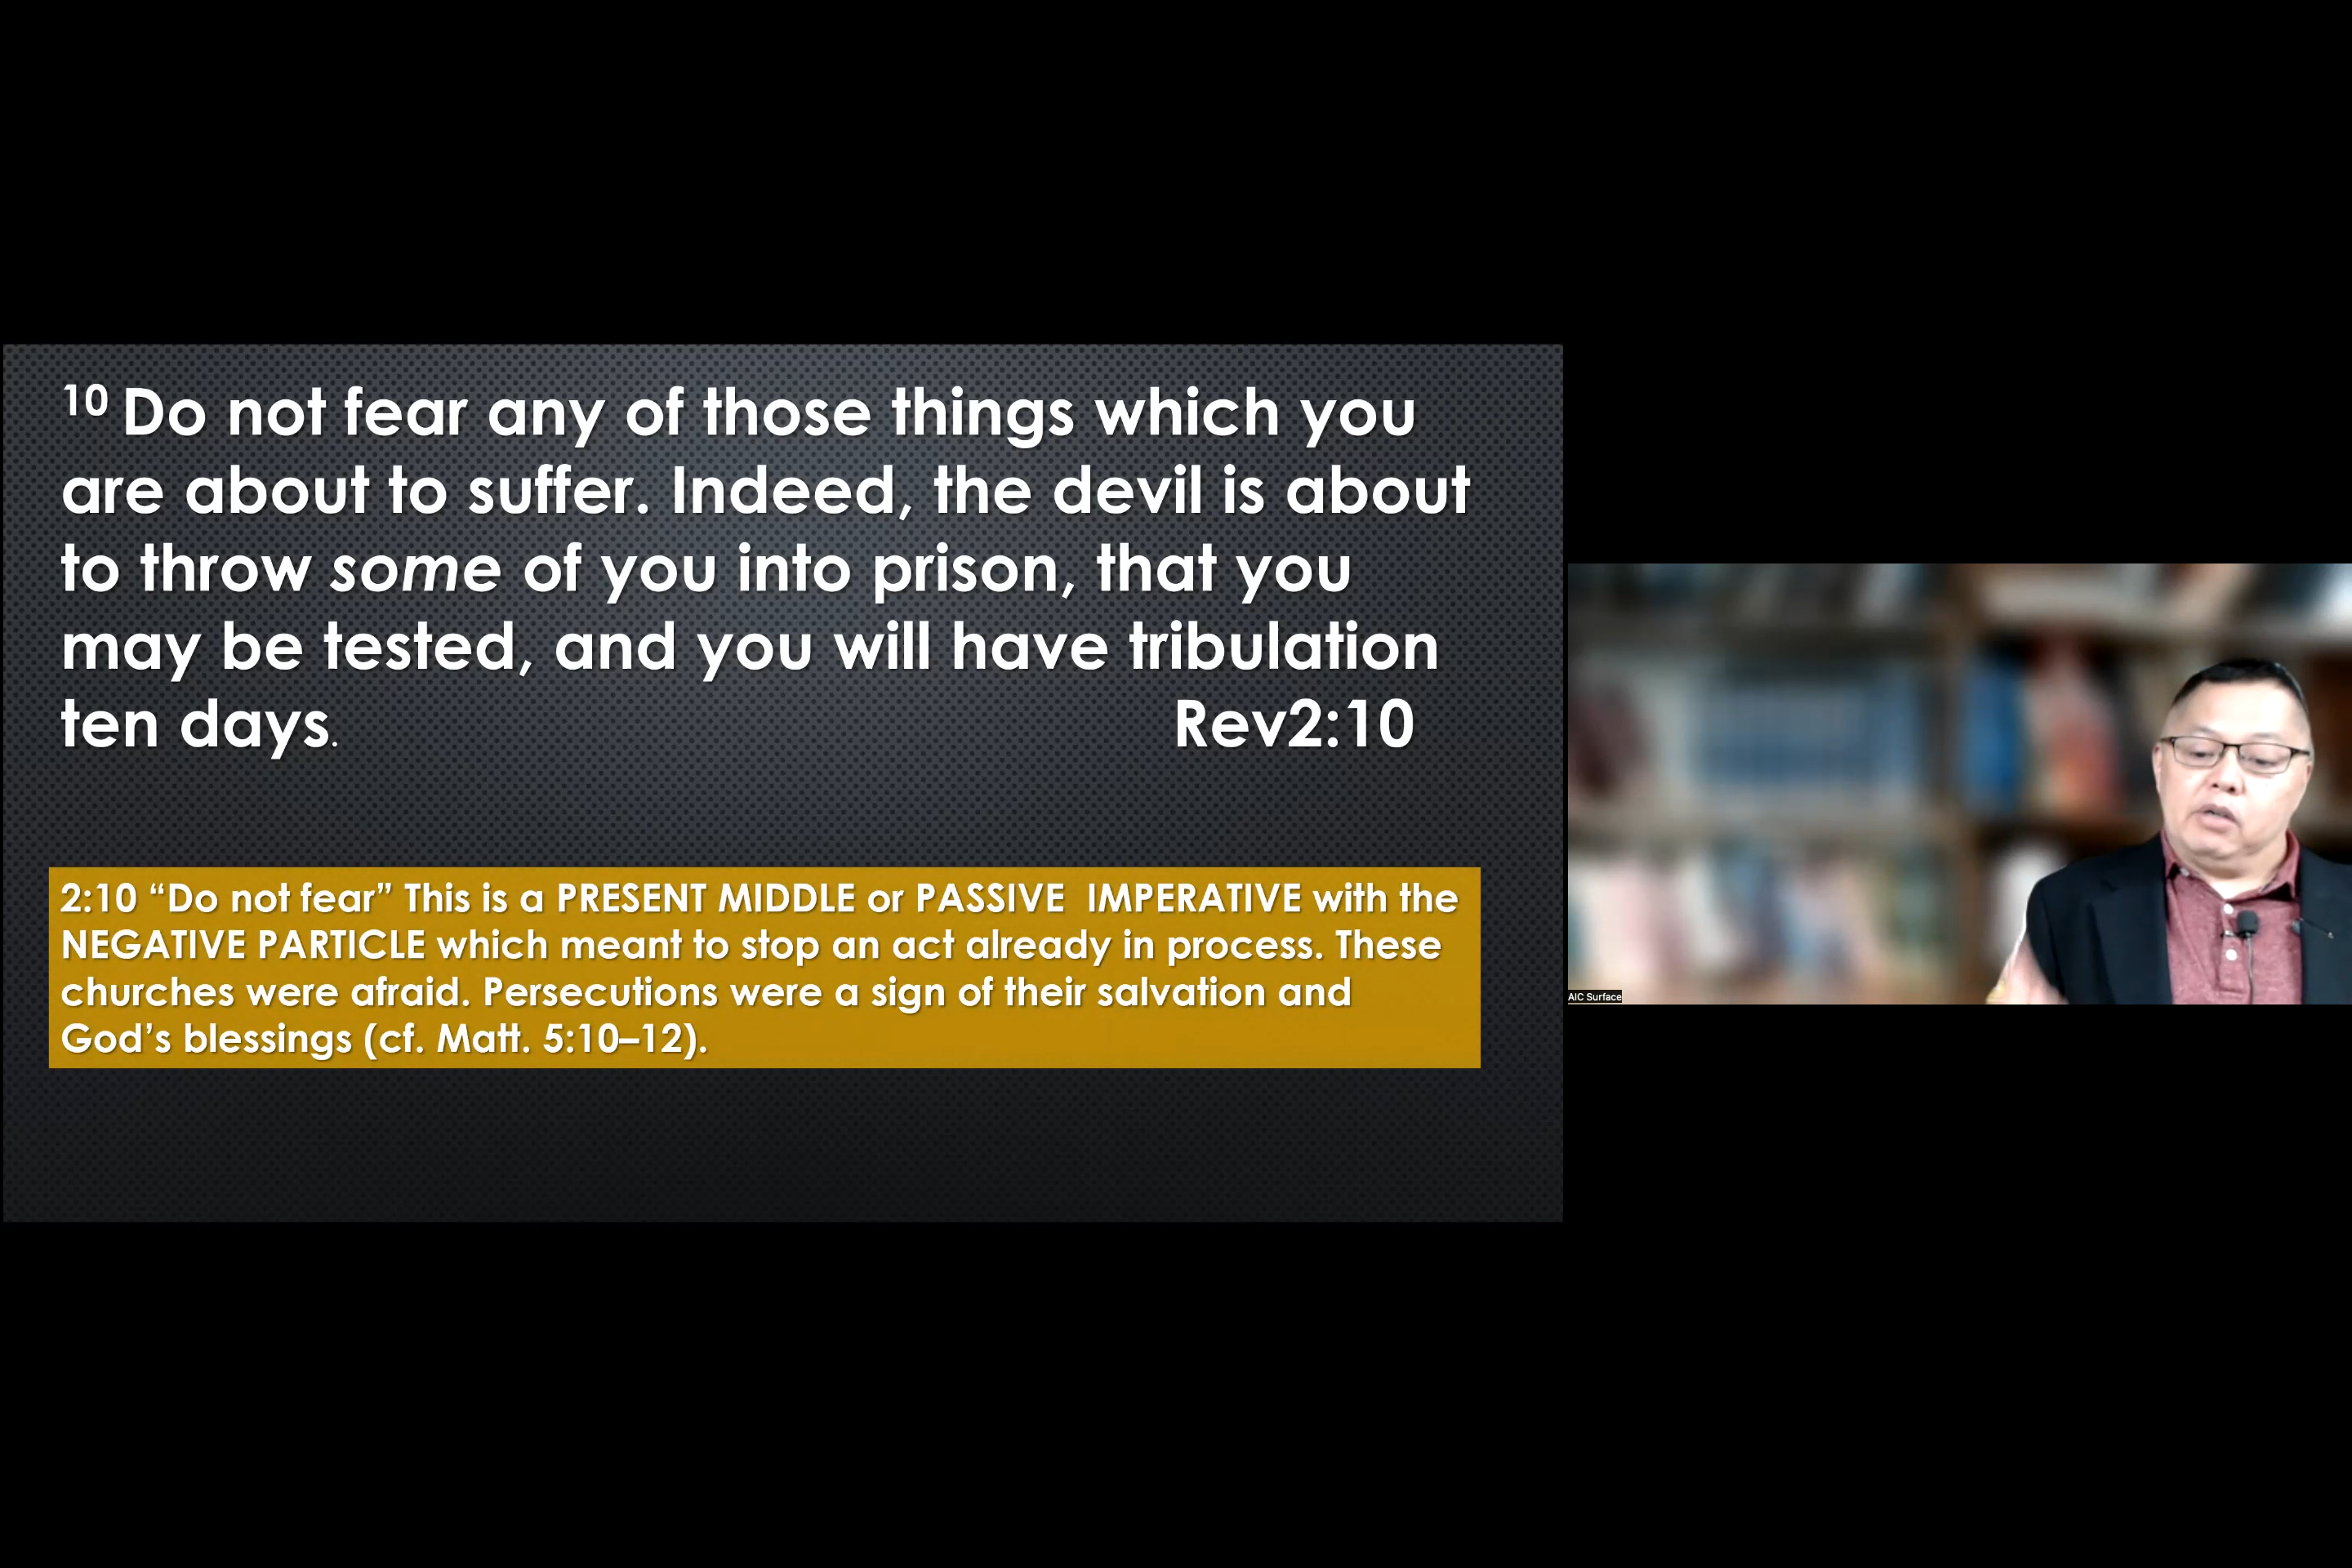 10 Do not fear any of those things which you
are about to suffer. Indeed, the devil is about
to throw some of you into prison, that you
may be tested, and you will have tribulation
ten days. Rev2:10
2:10 “Do not fear” This is a PRESENT MIDDLE or PASSIVE IMPERATIVE with the
NEGATIVE PARTICLE which meant to stop an act already in process. These
churches were afraid. Persecutions were a sign of their salvation and
God’s blessings (cf. Matt. 5:10–12).
AIC Surface